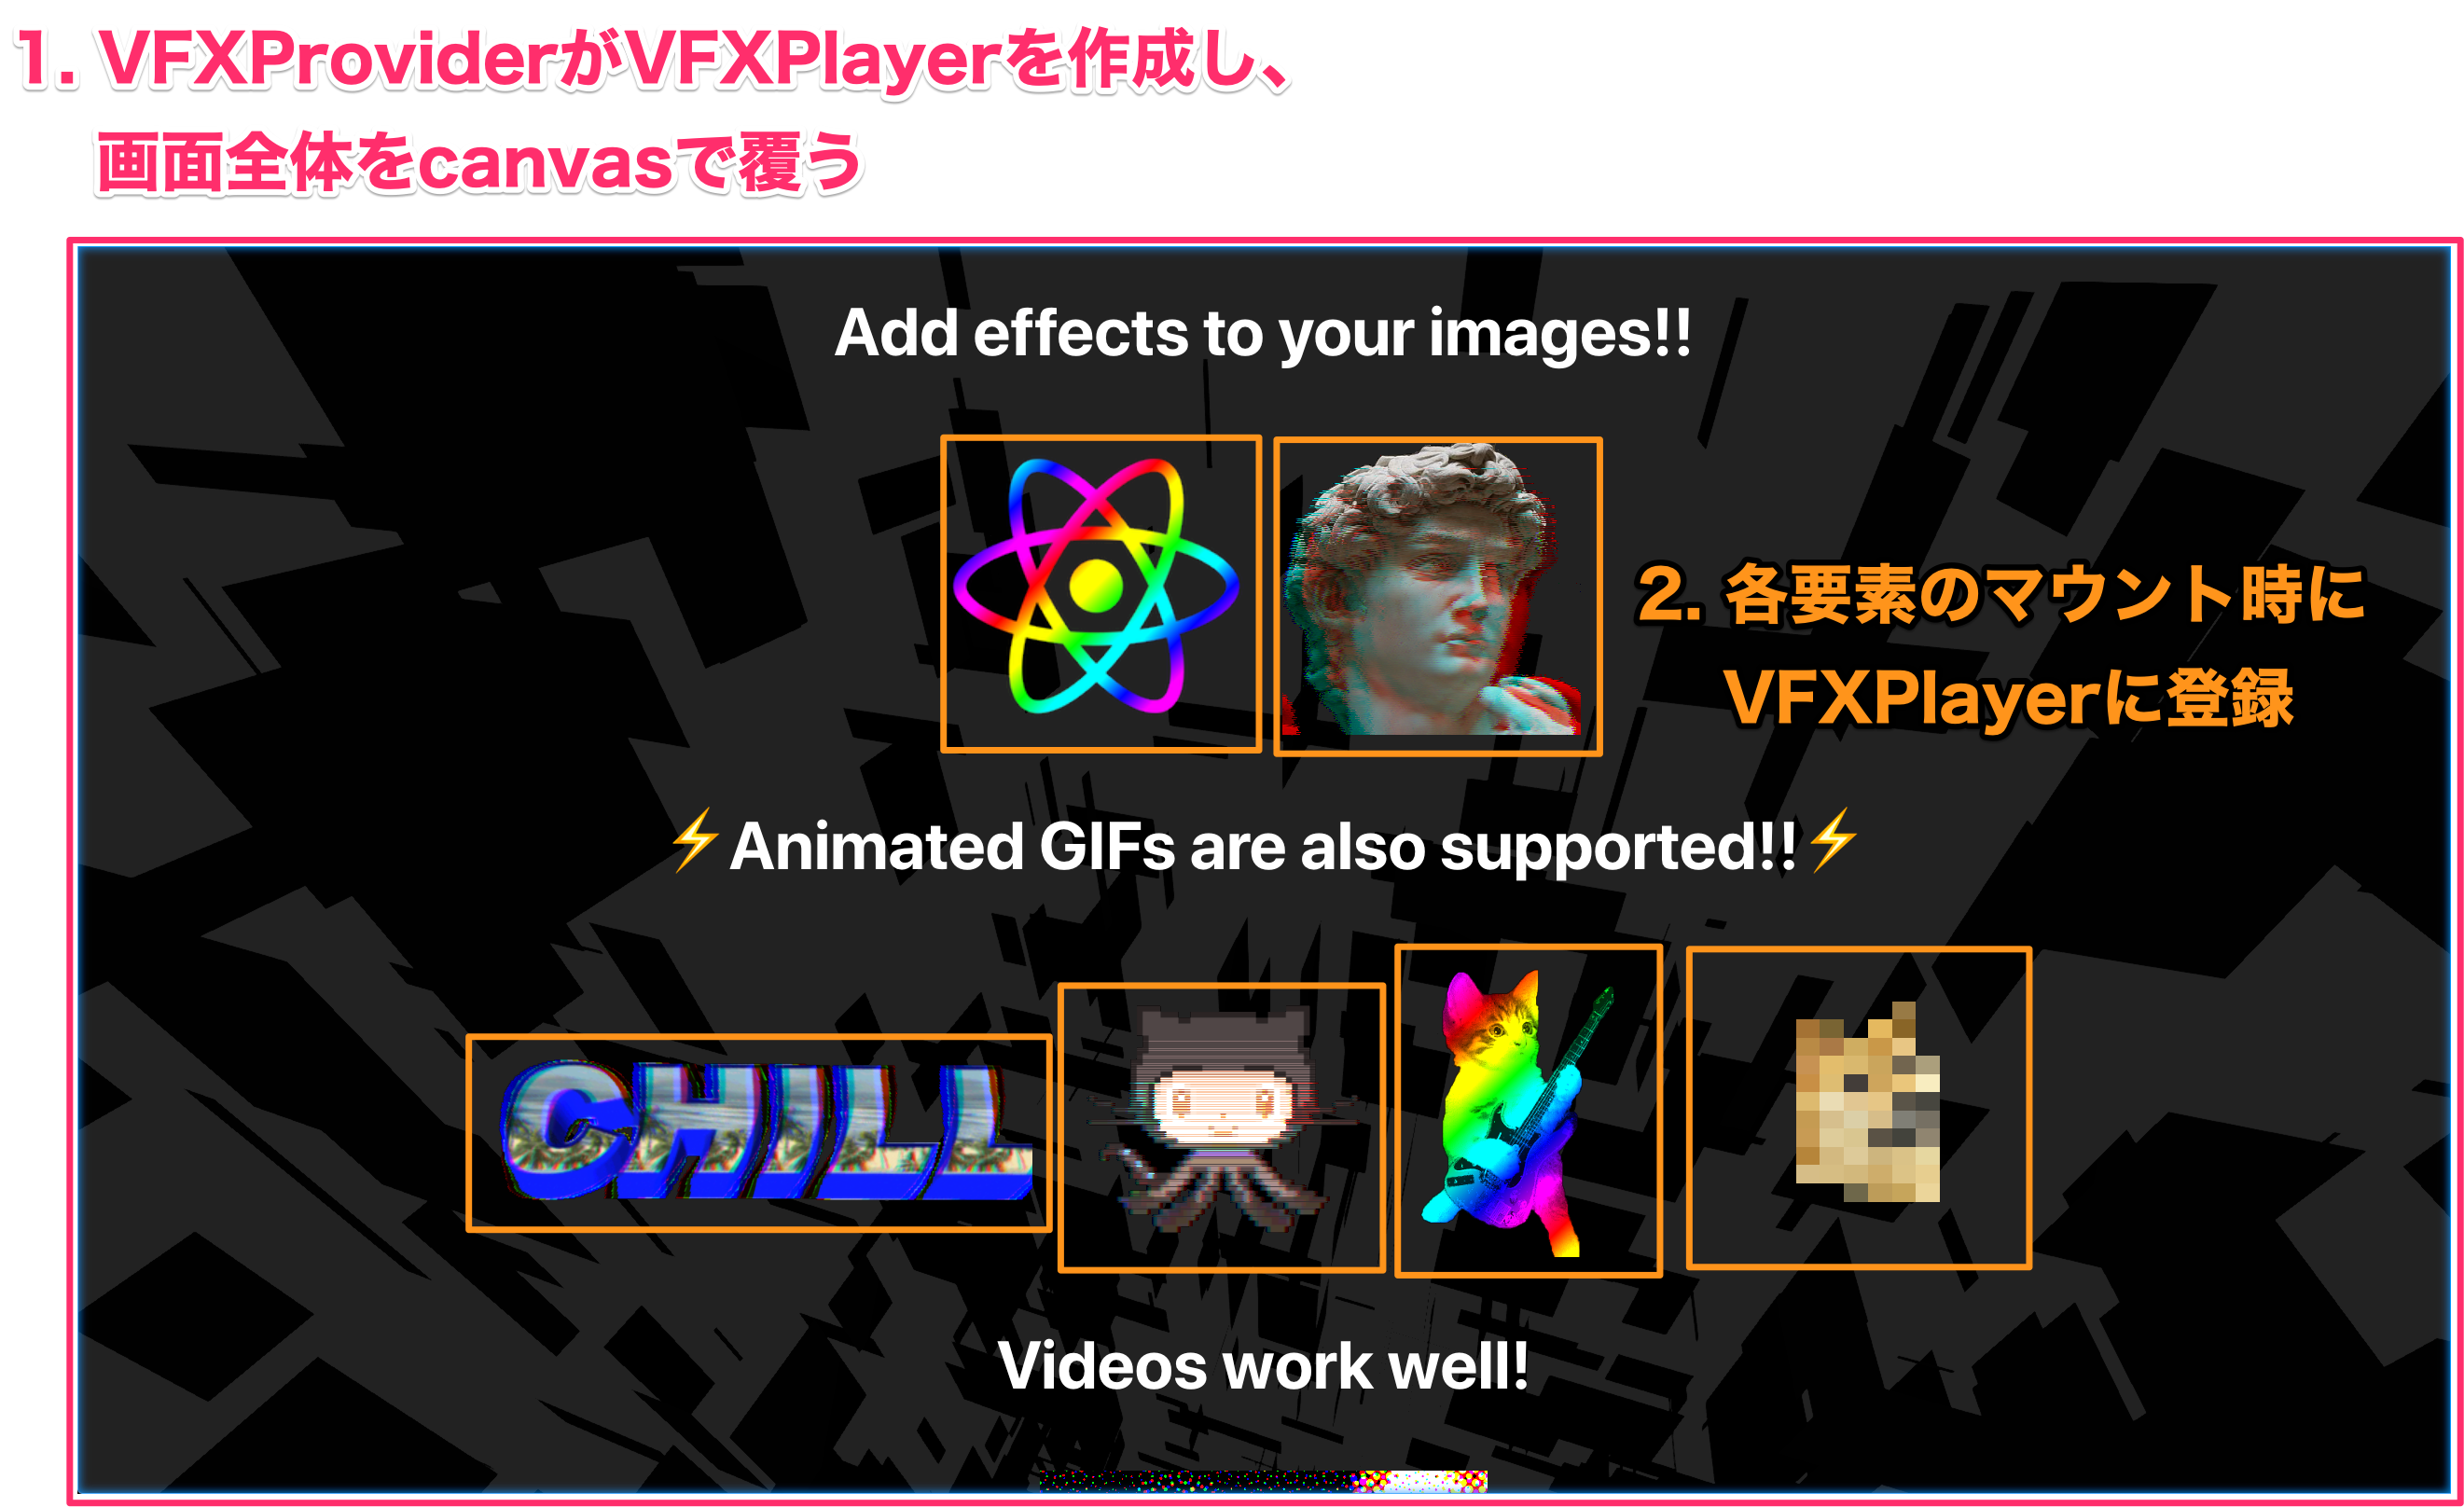 1. VFXProviderがVFXPlayerを作成し、
画面全体をcanvasで覆う
Add effects to your images!!
2. 各要素のマウント時に
VFXPlayerに登録
⚡Animated GIFs are also supported!!⚡
CHILL
Videos work well!